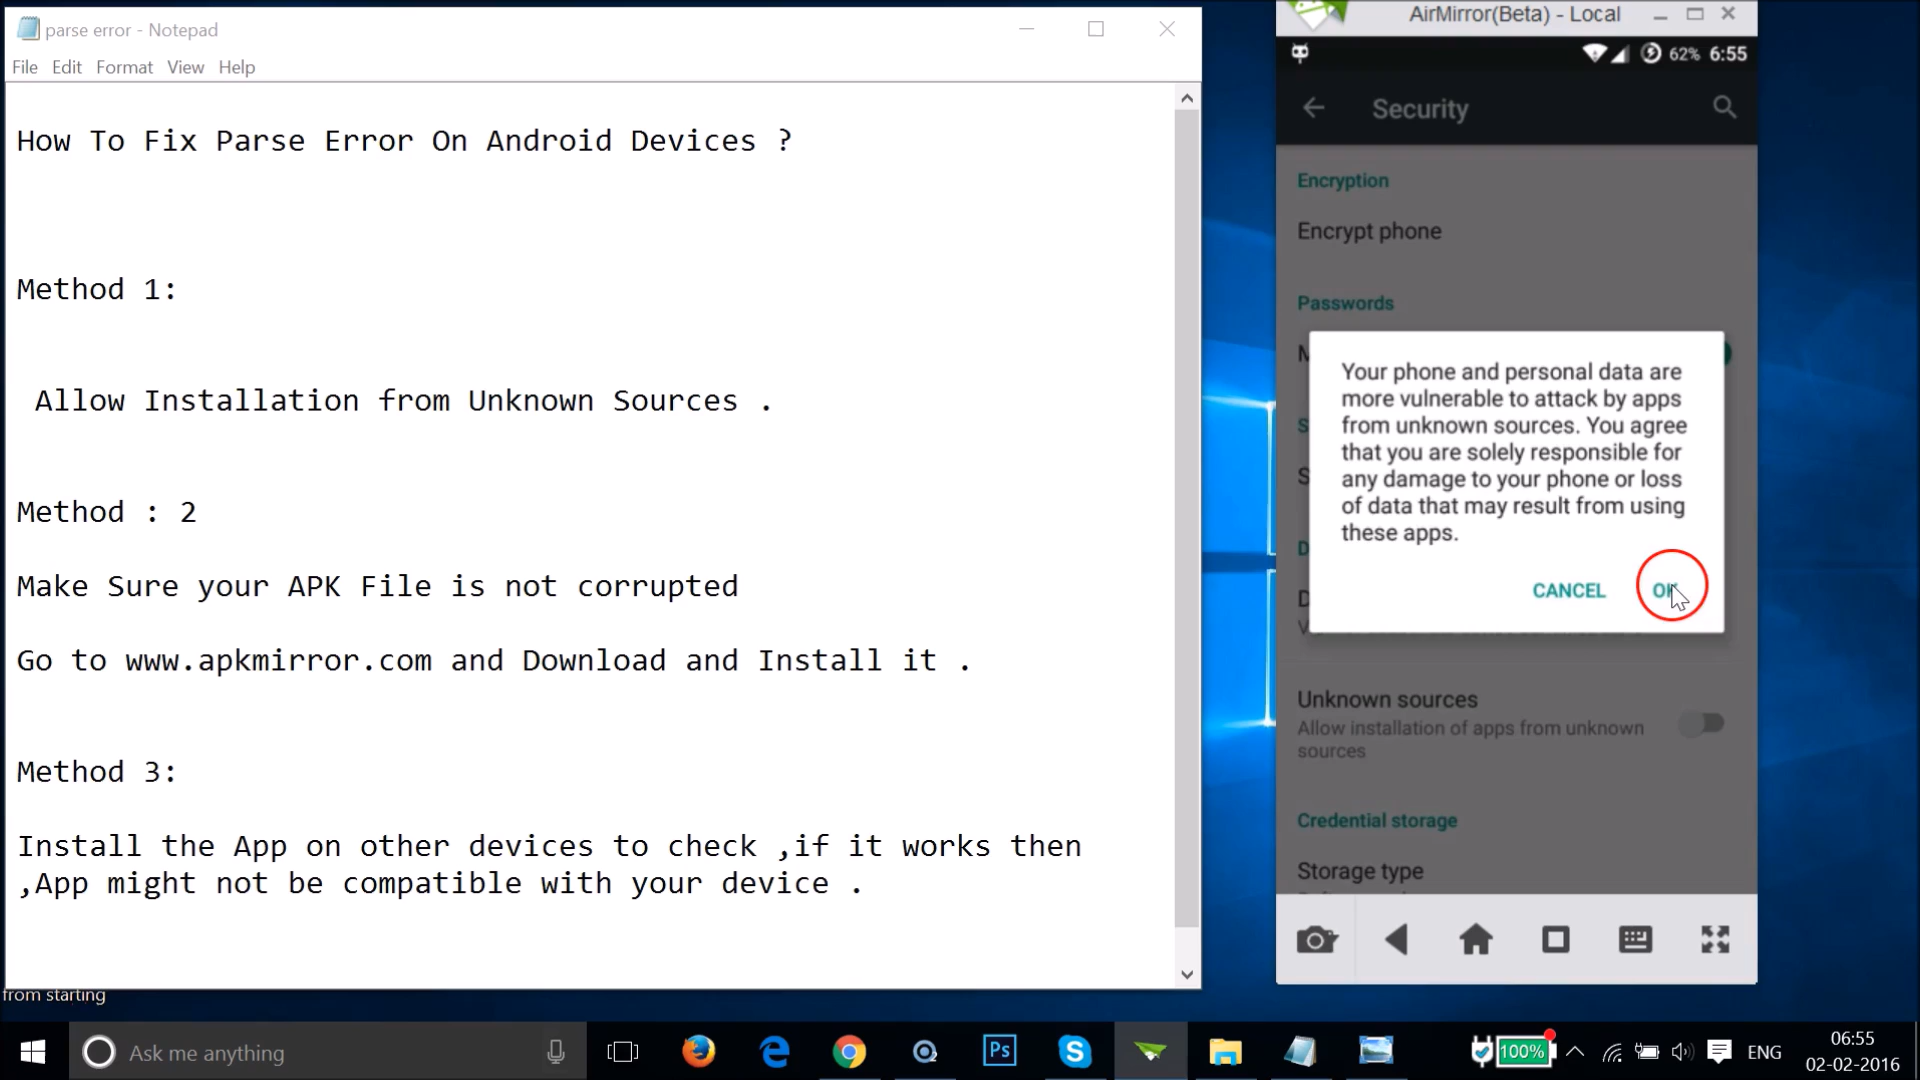 parse error - Notepad
File Edit Format View Help
How To Fix Parse Error On Android Devices ?
Method 1:
Allow Installation from Unknown Sources .
Method : 2
Make Sure your APK File is not corrupted
Go to www.apkmirror.com and Download and Install it .
Method 3:
Install the App on other devices to check ,if it works then
,App might not be compatible with your device .
from starting
AirMirror(Beta) - Local
62% 6:55
Security
Encryption
Encrypt phone
Passwords
Your phone and personal data are
more vulnerable to attack by apps
from unknown sources. You agree
that you are solely responsible for
any damage to your phone or loss
of data that may result from using
these apps.
CANCEL OK
Unknown sources
Allow installation of apps from unknown
sources
Credential storage
Storage type
Ask me anything
Ps
100%
ENG
06:55
02-02-2016